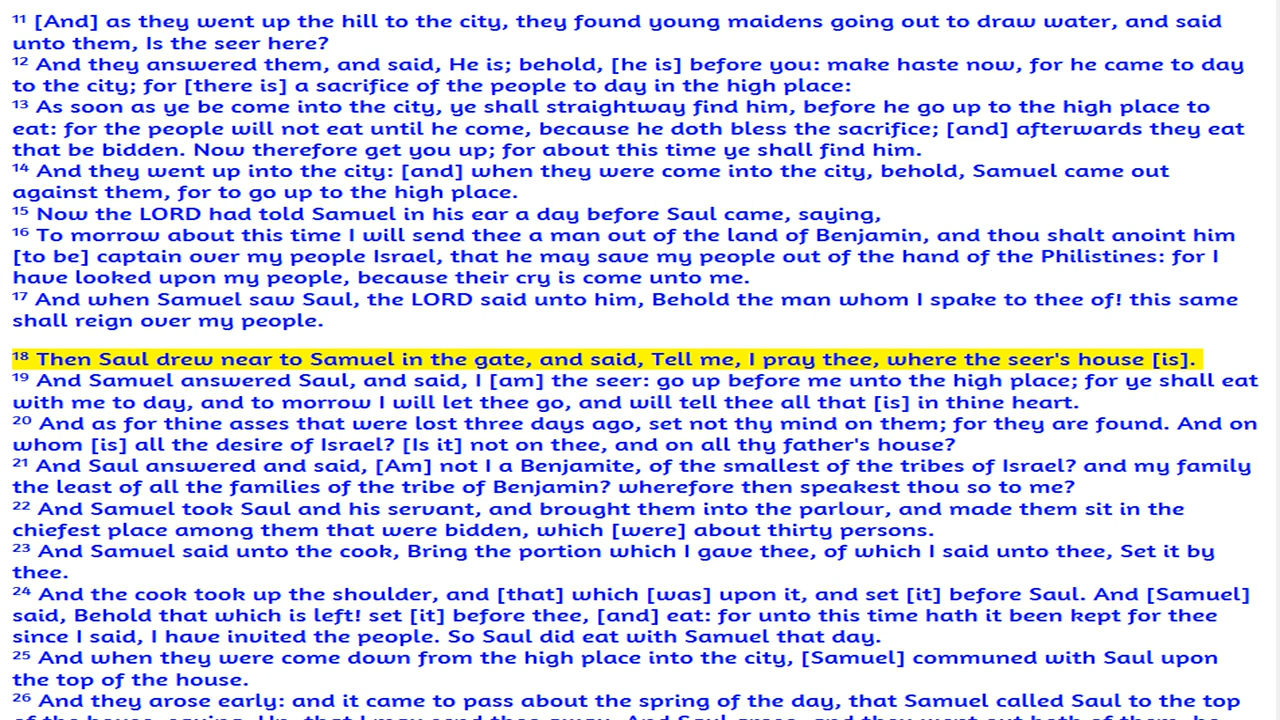 11 [And] as they went up the hill to the city, they found young maidens going out to draw water, and said
unto them, Is the seer here?
12 And they answered them, and said, He is; behold, [he is] before you: make haste now, for he came to day
to the city; for [there is] a sacrifice of the people to day in the high place:
13 As soon as ye be come into the city, ye shall straightway find him, before he go up to the high place to
eat: for the people will not eat until he come, because he doth bless the sacrifice; [and] afterwards they eat
that be bidden. Now therefore get you up; for about this time ye shall find him.
14 And they went up into the city: [and] when they were come into the city, behold, Samuel came out
against them, for to go up to the high place.
15 Now the LORD had told Samuel in his ear a day before Saul came, saying,
16 To morrow about this time I will send thee a man out of the land of Benjamin, and thou shalt anoint him
[to be] captain over my people Israel, that he may save my people out of the hand of the Philistines: for I
have looked upon my people, because their cry is come unto me.
17 And when Samuel saw Saul, the LORD said unto him, Behold the man whom I spake to thee of! this same
shall reign over my people.
18 Then Saul drew near to Samuel in the gate, and said, Tell me, I pray thee, where the seer's house [is].
19 And Samuel answered Saul, and said, I [am] the seer: go up before me unto the high place; for ye shall eat
with me to day, and to morrow I will let thee go, and will tell thee all that [is] in thine heart.
20 And as for thine asses that were lost three days ago, set not thy mind on them; for they are found. And on
whom [is] all the desire of Israel? [Is it] not on thee, and on all thy father's house?
21 And Saul answered and said, [Am] not I a Benjamite, of the smallest of the tribes of Israel? and my family
the least of all the families of the tribe of Benjamin? wherefore then speakest thou so to me?
22 And Samuel took Saul and his servant, and brought them into the parlour, and made them sit in the
chiefest place among them that were bidden, which [were] about thirty persons.
23 And Samuel said unto the cook, Bring the portion which I gave thee, of which I said unto thee, Set it by
thee.
24 And the cook took up the shoulder, and [that] which [was] upon it, and set [it] before Saul. And [Samuel]
said, Behold that which is left! set [it] before thee, [and] eat: for unto this time hath it been kept for thee
since I said, I have invited the people. So Saul did eat with Samuel that day.
25 And when they were come down from the high place into the city, [Samuel] communed with Saul upon
the top of the house.
26 And they arose early: and it came to pass about the spring of the day, that Samuel called Saul to the top